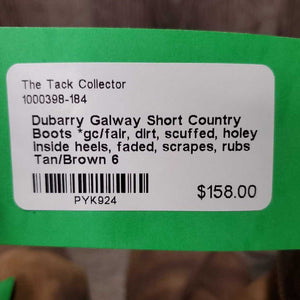 The Tack Collector
1000398-184
Dubarry Galway Short Country
Boots *gc/fair, dirt, scuffed, holey
inside heels, faded, scrapes, rubs
Tan/Brown 6
PYK924
$158.00